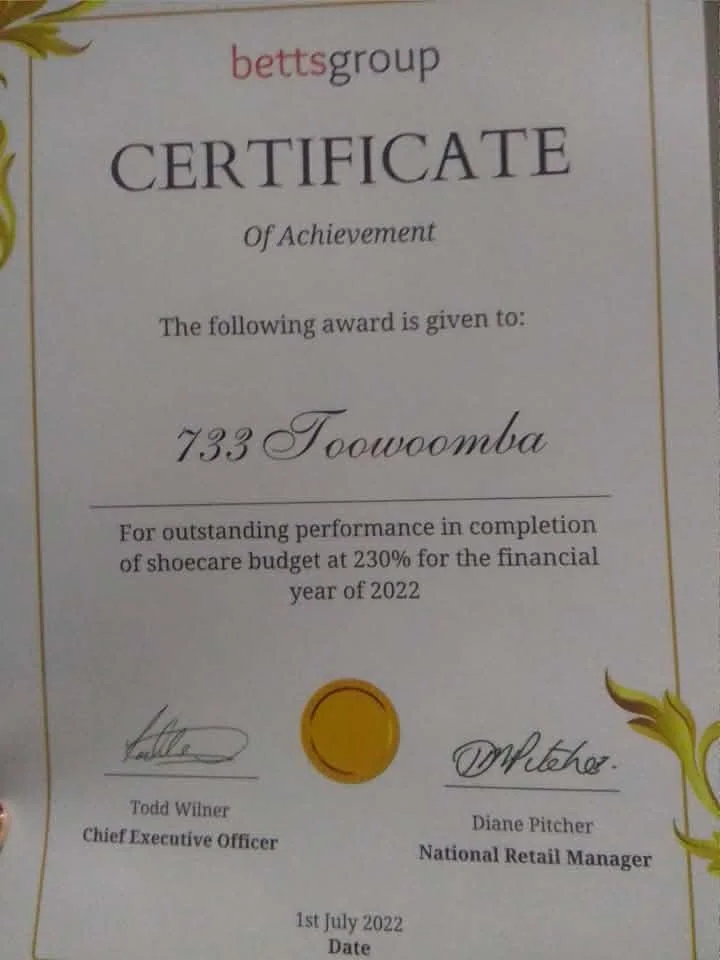 bettsgroup
CERTIFICATE
Of Achievement
The following award is given to:
733 Toowoomba
For outstanding performance in completion
of shoecare budget at 230% for the financial
year of 2022
DMPitcher.
Todd Wilner
Chief Executive Officer
Diane Pitcher
National Retail Manager
1st July 2022
Date